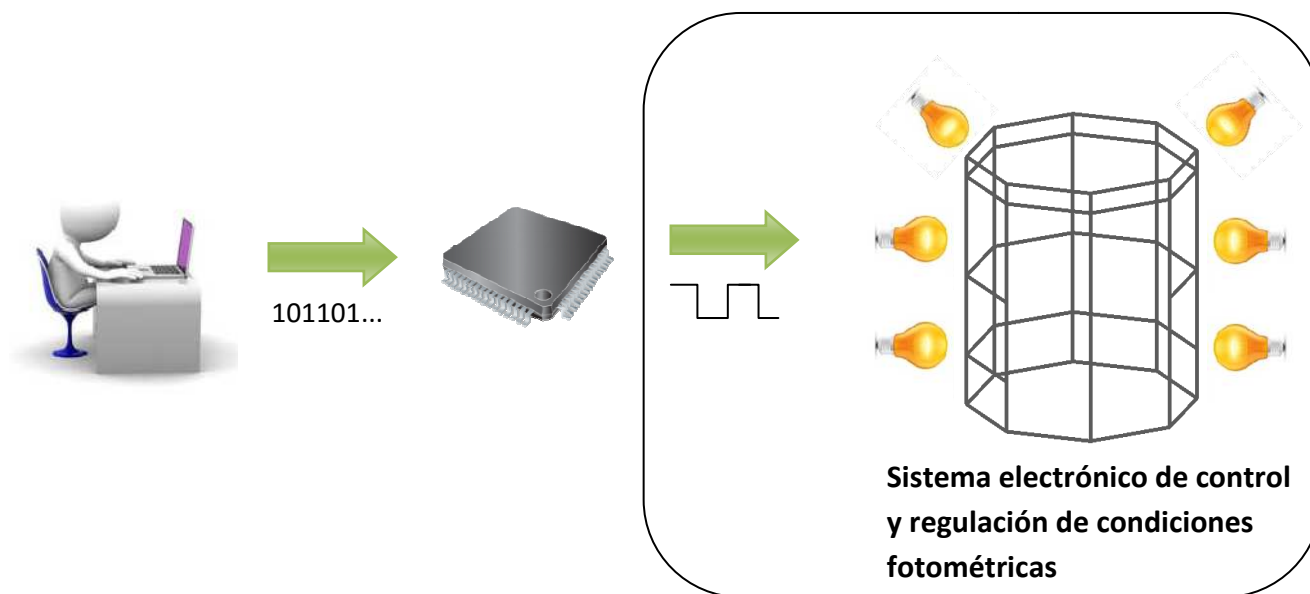 101101...
Sistema electrónico de control
y regulación de condiciones
fotométricas